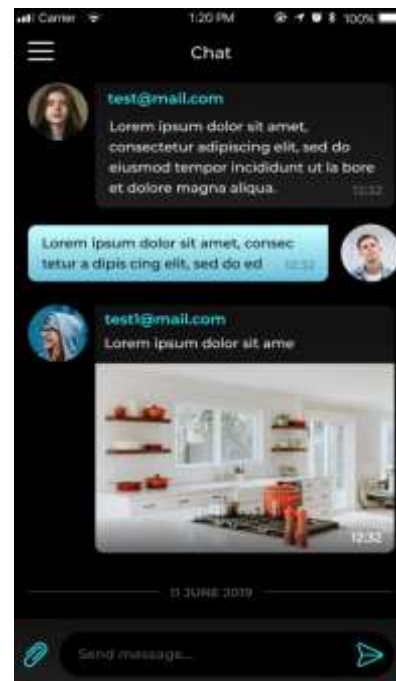 Carrier
1:20 PM
100%
Chat
test@mail.com
Lorem ipsum dolor sit amet,
consectetur adipiscing elit, sed do
eiusmod tempor incididunt ut la bore
et dolore magna aliqua.
12:32
Lorem ipsum dolor sit amet, consec
tetur a dipis cing elit, sed do ed
12:32
test1@mail.com
Lorem ipsum dolor sit ame
12:32
11 JUNE 2019
Send message...